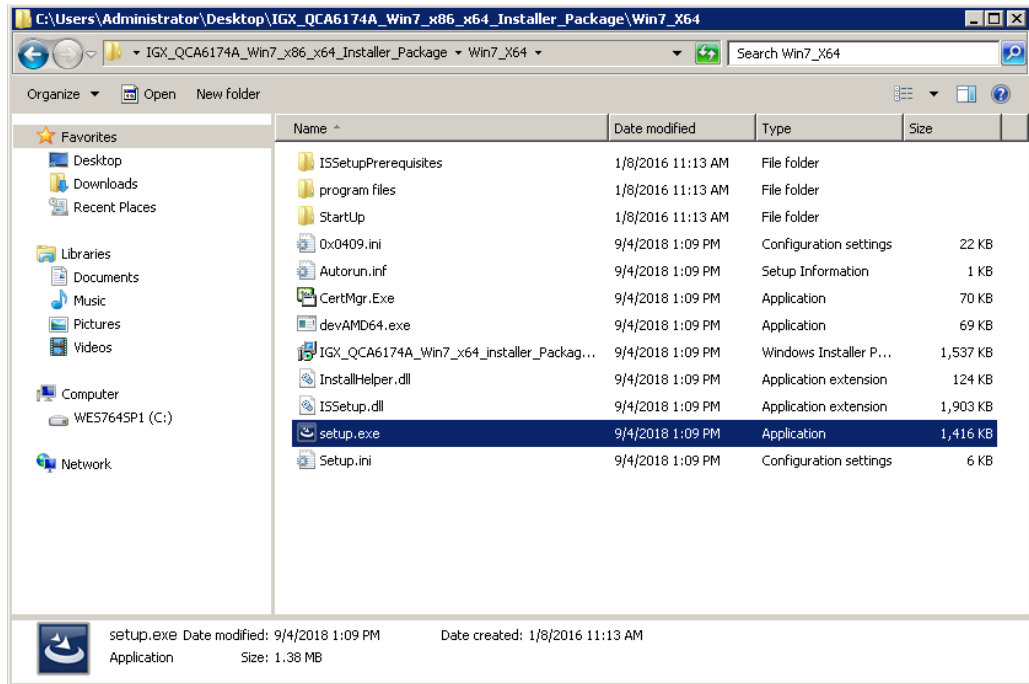 C:\Users\Administrator\Desktop\IGX_QCA6174A_Win7_x86_x64_Installer_Package\Win7_X64
IGX_QCA6174A_Win7_x86_x64_Installer_Package Win7_X64 Search Win7_X64
Organize Open New folder
Name Date modified Type Size
Favorites
Desktop
Downloads
Recent Places
Libraries
Documents
Music
Pictures
Videos
Computer
WES764SP1 (C:)
Network
ISSetupPrerequisites 1/8/2016 11:13 AM File folder
program files 1/8/2016 11:13 AM File folder
StartUp 1/8/2016 11:13 AM File folder
0x0409.ini 9/4/2018 1:09 PM Configuration settings 22 KB
Autorun.inf 9/4/2018 1:09 PM Setup Information 1 KB
CertMgr.Exe 9/4/2018 1:09 PM Application 70 KB
devAMD64.exe 9/4/2018 1:09 PM Application 69 KB
IGX_QCA6174A_Win7_x64_installer_Packag... 9/4/2018 1:09 PM Windows Installer P... 1,537 KB
InstallHelper.dll 9/4/2018 1:09 PM Application extension 124 KB
ISSetup.dll 9/4/2018 1:09 PM Application extension 1,903 KB
setup.exe 9/4/2018 1:09 PM Application 1,416 KB
Setup.ini 9/4/2018 1:09 PM Configuration settings 6 KB
setup.exe Date modified: 9/4/2018 1:09 PM Date created: 1/8/2016 11:13 AM
Application Size: 1.38 MB